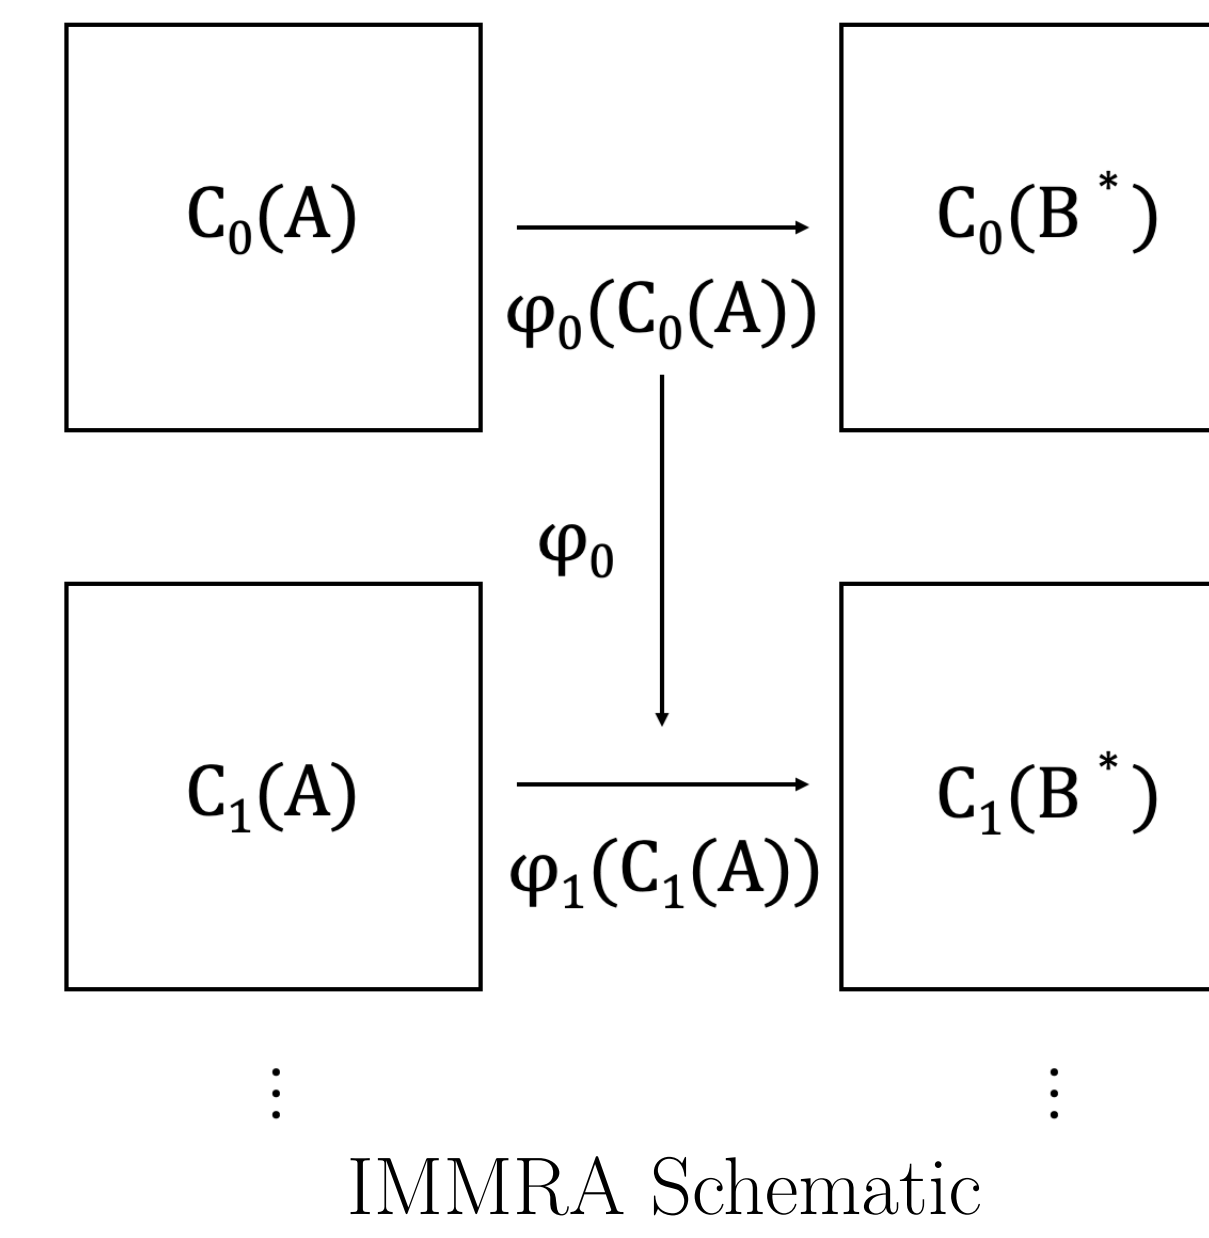 C₀(A)
C₀(B*)
φ₀(C₀(A))
φ₀
C₁(A)
C₁(B*)
φ₁(C₁(A))
⋮ ⋮
IMMRA Schematic